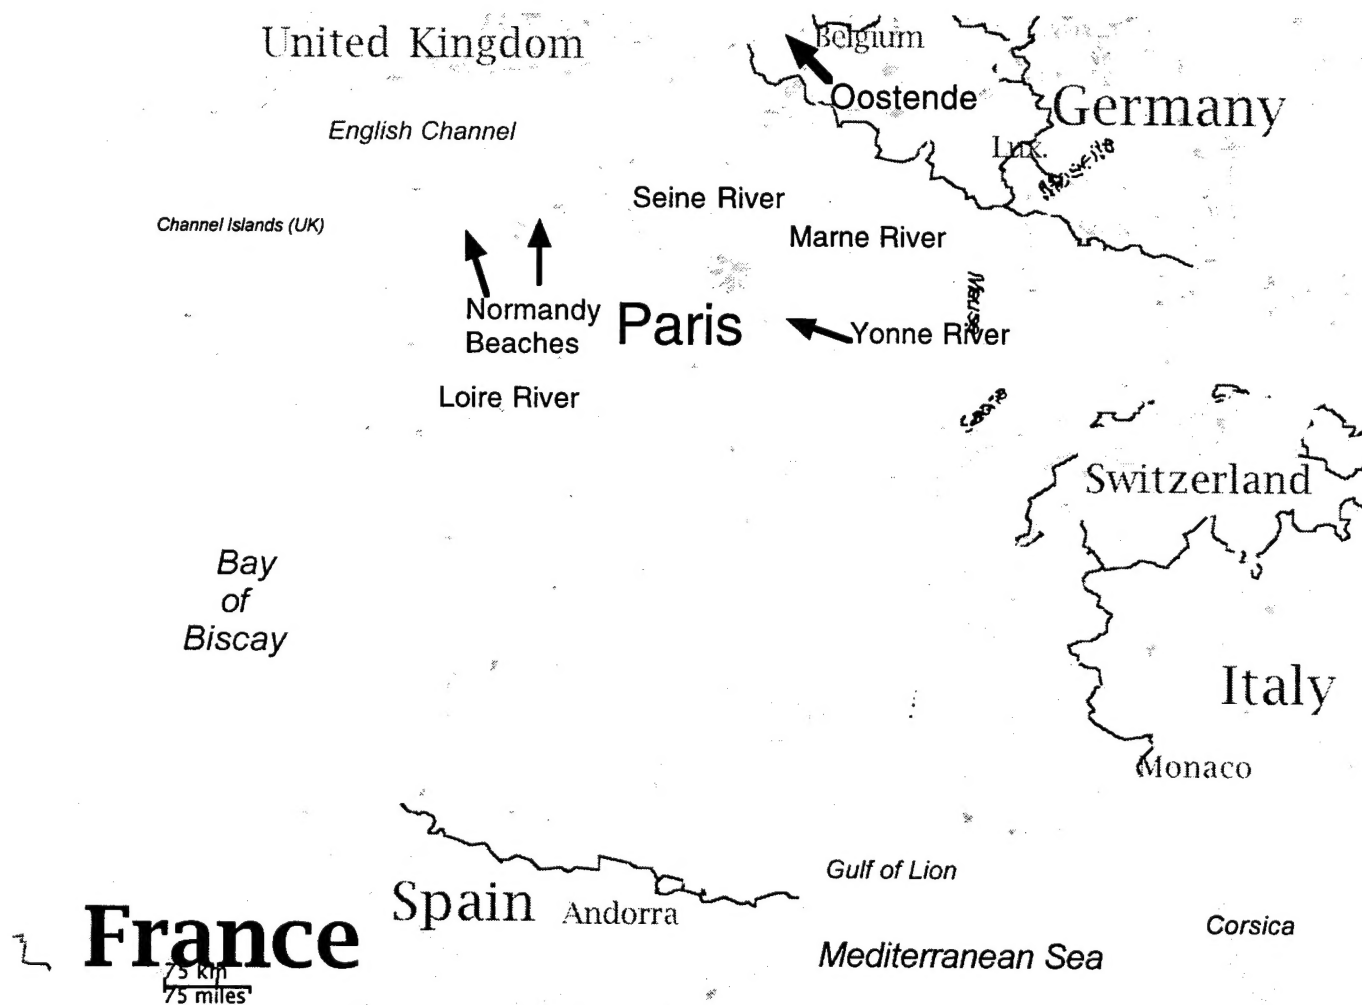 United Kingdom
Belgium
Oostende
Germany
English Channel
Lux.
Moselle
Seine River
Channel Islands (UK)
Marne River
Meuse
Normandy
Beaches
Paris
Yonne River
Loire River
Switzerland
Bay
of
Biscay
Italy
Monaco
Gulf of Lion
Spain
Andorra
Corsica
France
Mediterranean Sea
75 km
75 miles